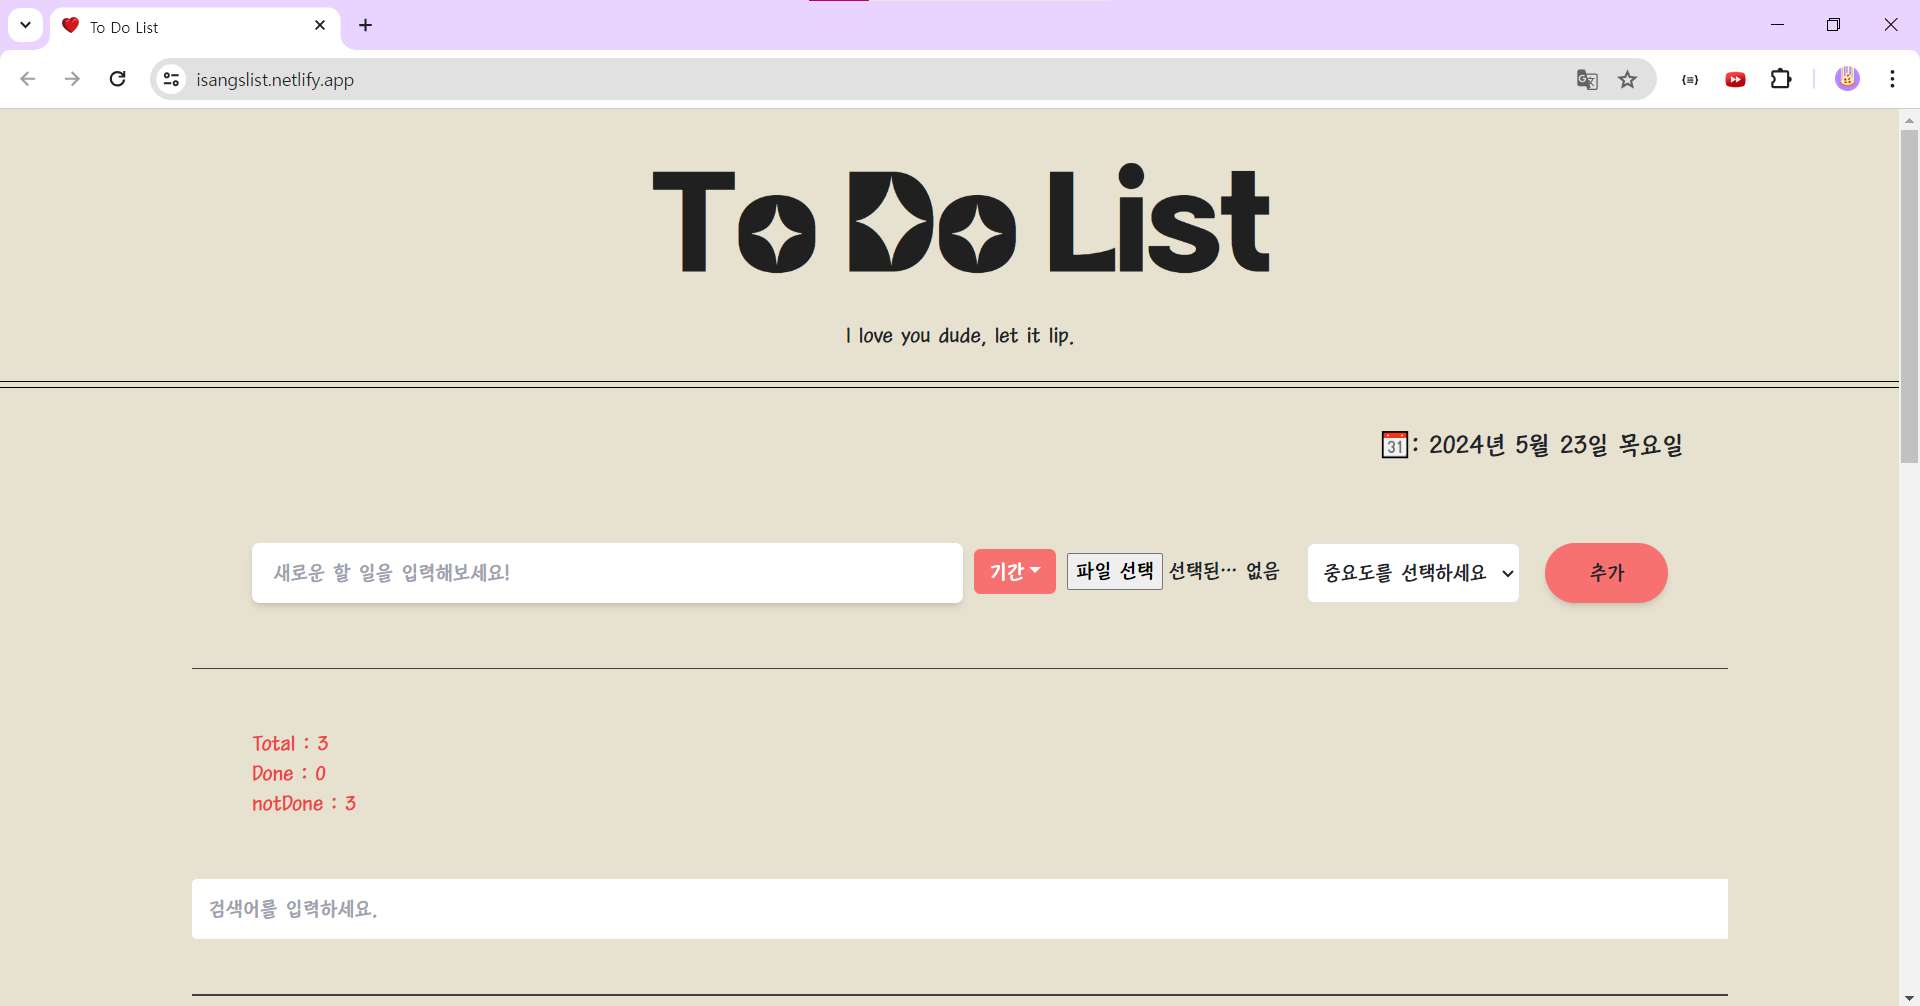 To Do List
isangslist.netlify.app
To Do List
I love you dude, let it lip.
31 : 2024년 5월 23일 목요일
새로운 할 일을 입력해보세요!
기간
파일 선택 선택된… 없음
중요도를 선택하세요
추가
Total : 3
Done : 0
notDone : 3
검색어를 입력하세요.